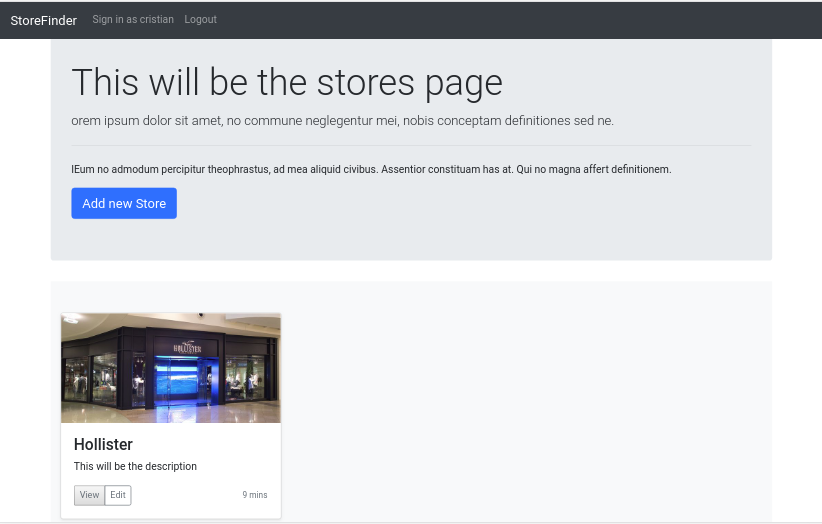 StoreFinder Sign in as cristian Logout
This will be the stores page
orem ipsum dolor sit amet, no commune neglegentur mei, nobis conceptam definitiones sed ne.
IEum no admodum percipitur theophrastus, ad mea aliquid civibus. Assentior constituam has at. Qui no magna affert definitionem.
Add new Store
HOLLISTER
Hollister
This will be the description
View Edit 9 mins